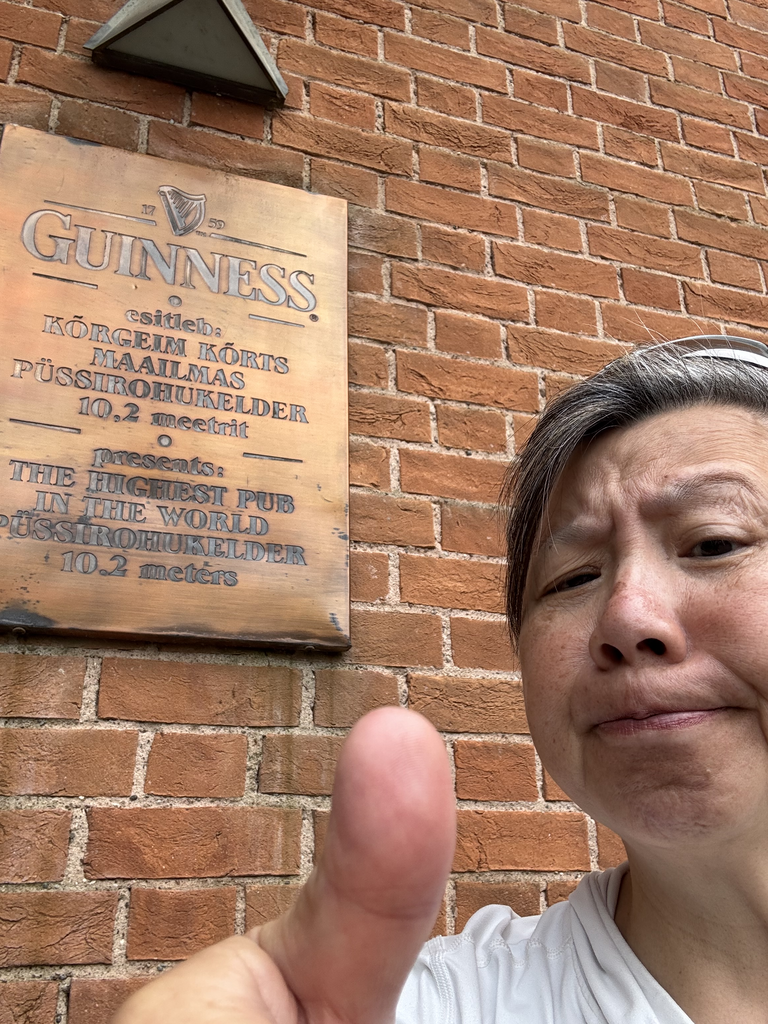 17 59
GUINNESS
esitleb:
KÕRGEIM KÕRTS
MAAILMAS
PÜSSIROHUKELDER
10,2 meetrit
presents:
THE HIGHEST PUB
IN THE WORLD
PÜSSIROHUKELDER
10.2 meters